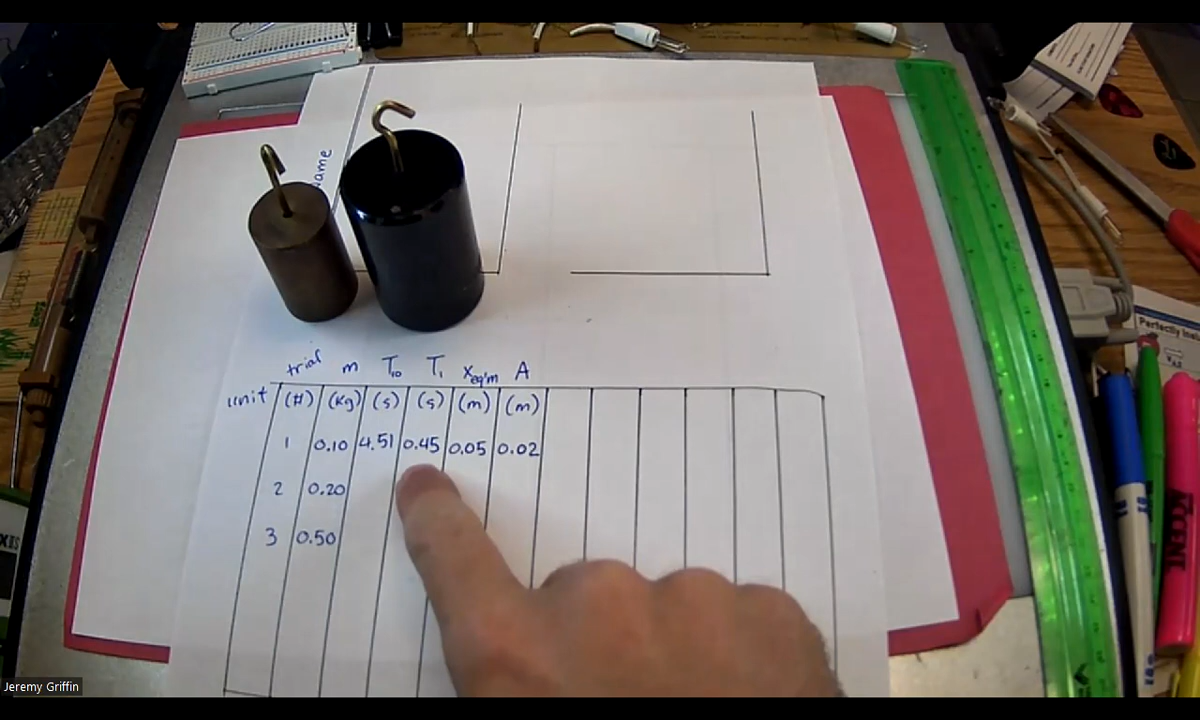 name
trial m T₁₀ T₁ xeq'm A
unit (#) (Kg) (s) (s) (m) (m)
1 0.10 4.51 0.45 0.05 0.02
2 0.20
3 0.50
Perfectly
Jeremy Griffin